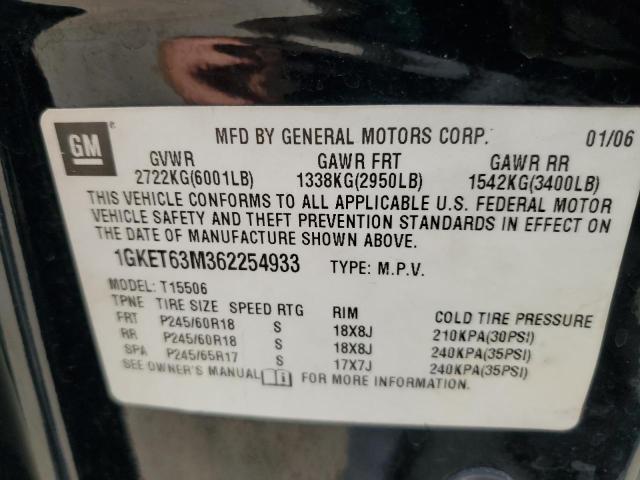 GM MFD BY GENERAL MOTORS CORP. 01/06
GVWR GAWR FRT GAWR RR
2722KG(6001LB) 1338KG(2950LB) 1542KG(3400LB)
THIS VEHICLE CONFORMS TO ALL APPLICABLE U.S. FEDERAL MOTOR
VEHICLE SAFETY AND THEFT PREVENTION STANDARDS IN EFFECT ON
THE DATE OF MANUFACTURE SHOWN ABOVE.
1GKET63M362254933 TYPE: M.P.V.
MODEL: T15506
TPNE TIRE SIZE SPEED RTG RIM COLD TIRE PRESSURE
FRT P245/60R18 S 18X8J 210KPA(30PSI)
RR P245/60R18 S 18X8J 240KPA(35PSI)
SPA P245/65R17 S 17X7J 240KPA(35PSI)
SEE OWNER'S MANUAL FOR MORE INFORMATION.